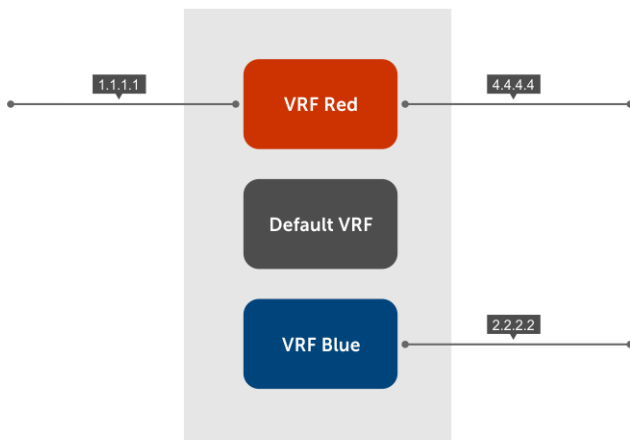 1.1.1.1
4.4.4.4
VRF Red
Default VRF
2.2.2.2
VRF Blue